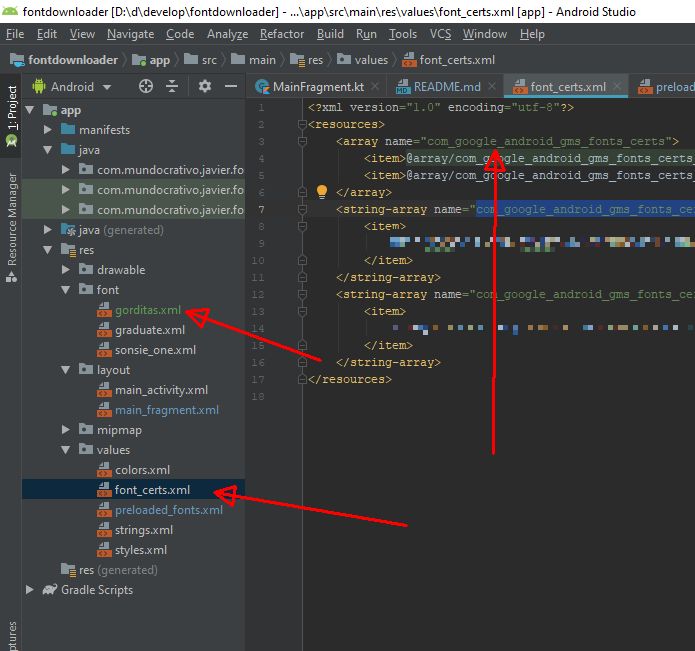 fontdownloader [D:\d\develop\fontdownloader] - ...\app\src\main\res\values\font_certs.xml [app] - Android Studio
File Edit View Navigate Code Analyze Refactor Build Run Tools VCS Window Help
fontdownloader app src main res values font_certs.xml
1: Project
Resource Manager
ptures
Android
app
manifests
java
com.mundocrativo.javier.fo
com.mundocrativo.javier.fo
com.mundocrativo.javier.fo
java (generated)
res
drawable
font
gorditas.xml
graduate.xml
sonsie_one.xml
layout
main_activity.xml
main_fragment.xml
mipmap
values
colors.xml
font_certs.xml
preloaded_fonts.xml
strings.xml
styles.xml
res (generated)
Gradle Scripts
MainFragment.kt README.md font_certs.xml preload
1 <?xml version="1.0" encoding="utf-8"?>
2 <resources>
3 <array name="com_google_android_gms_fonts_certs">
4 <item>@array/com_google_android_gms_fonts_certs_
5 <item>@array/com_google_android_gms_fonts_certs_
6 </array>
7 <string-array name="com_google_android_gms_fonts_cer
8 <item>
9
10 </item>
11 </string-array>
12 <string-array name="com_google_android_gms_fonts_cer
13 <item>
14
15 </item>
16 </string-array>
17 </resources>
18